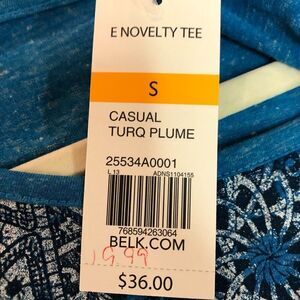 E NOVELTY TEE
S
CASUAL
TURQ PLUME
25534A0001
L 13 ADNS1104155
768594263064
BELK.COM
19.99
$36.00